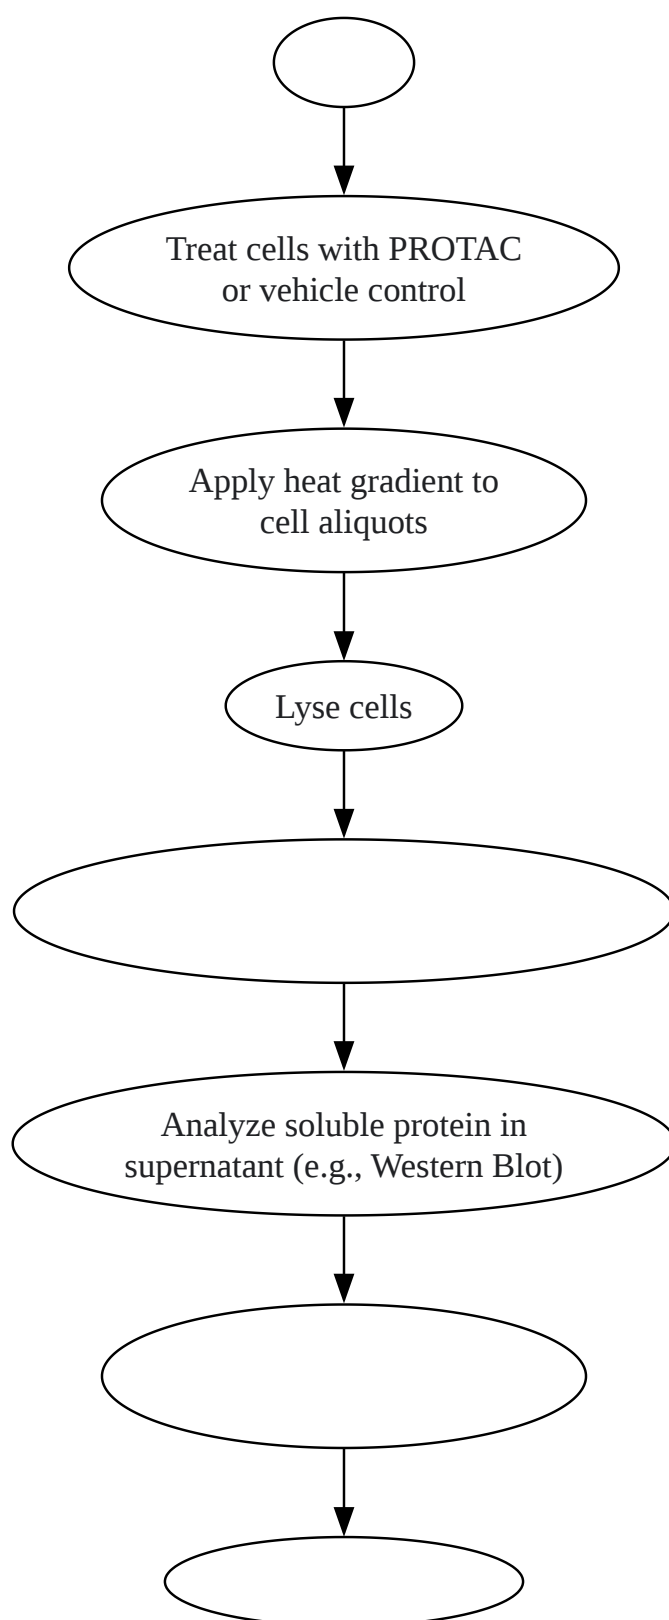 Treat cells with PROTAC
or vehicle control
Apply heat gradient to
cell aliquots
Lyse cells
Analyze soluble protein in
supernatant (e.g., Western Blot)